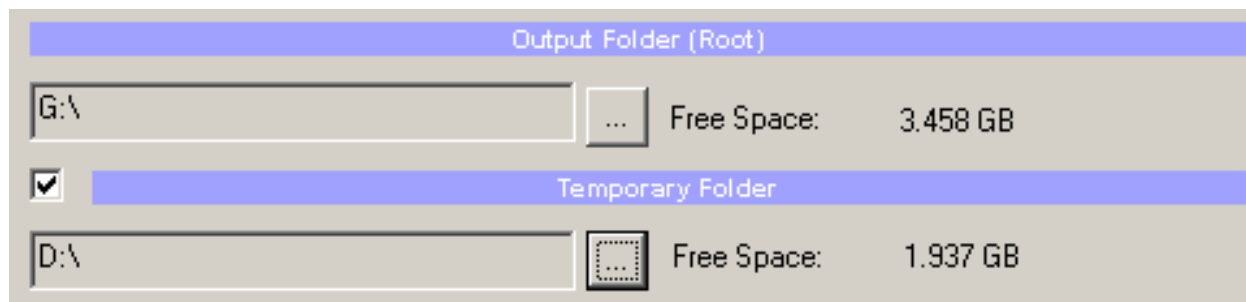 Output Folder (Root)
G:\ ... Free Space: 3.458 GB
Temporary Folder
D:\ ... Free Space: 1.937 GB